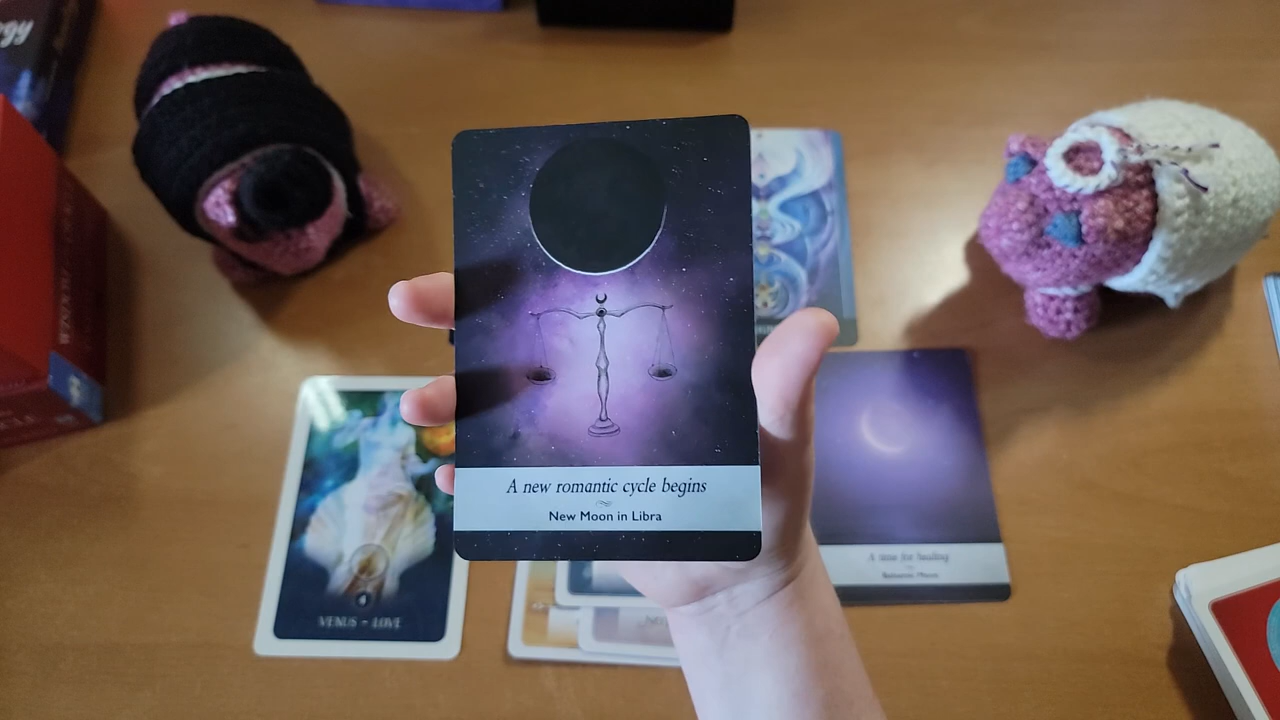 A new romantic cycle begins
New Moon in Libra
VENUS - LOVE
A time for healing
Balsamic Moon